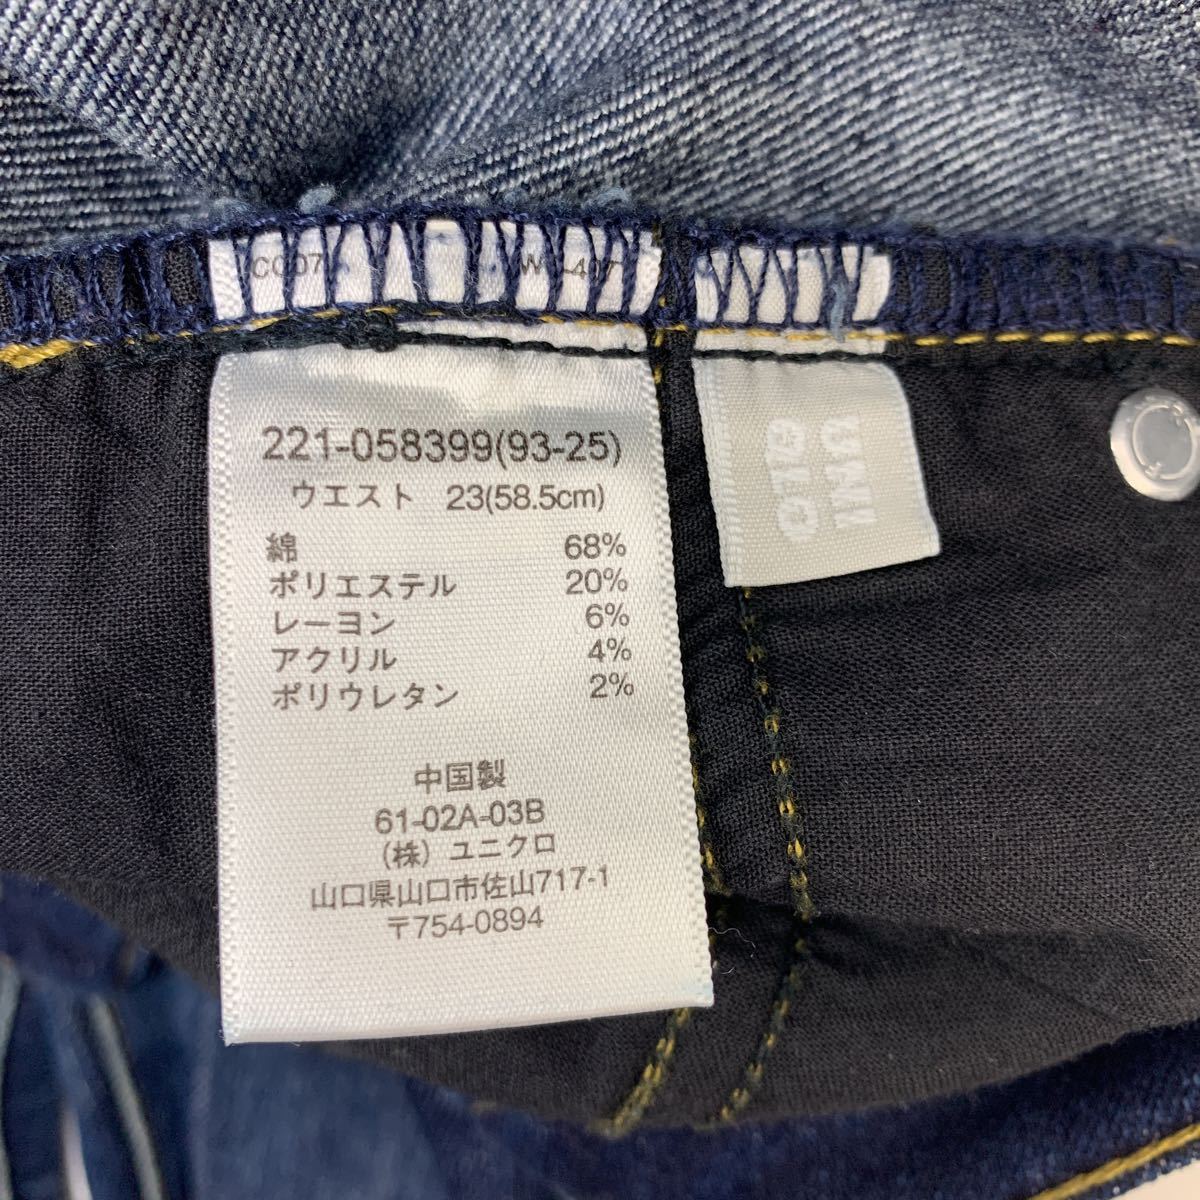 221-058399(93-25)
ウエスト 23(58.5cm)
綿 68%
ポリエステル 20%
レーヨン 6%
アクリル 4%
ポリウレタン 2%
中国製
61-02A-03B
(株) ユニクロ
山口県山口市佐山717-1
〒754-0894
UNI
QLO